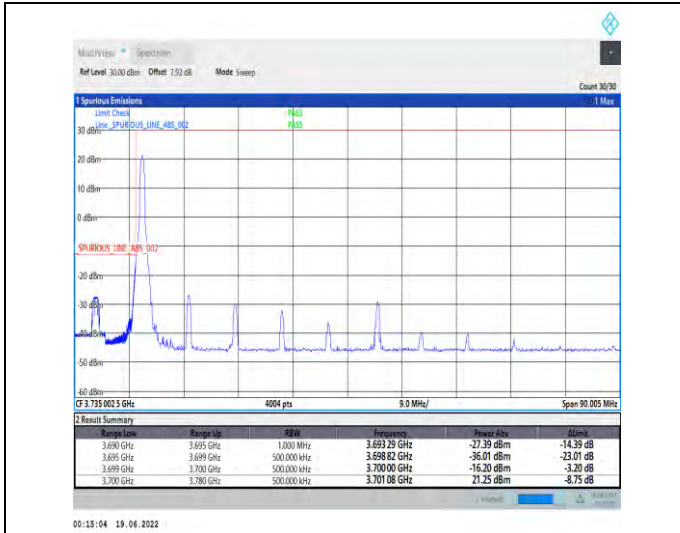 MultiView Spectrum
Ref Level 30.00 dBm Offset 7.92 dB Mode Sweep
Count 30/30
1 Spurious Emissions 1 Max
Limit Check PASS
Line _SPURIOUS_LINE_ABS_002 PASS
30 dBm
20 dBm
10 dBm
0 dBm
SPURIOUS_LINE_ABS_002
-20 dBm
-30 dBm
-40 dBm
-50 dBm
-60 dBm
CF 3.735 002 5 GHz 4004 pts 9.0 MHz/ Span 90.005 MHz
2 Result Summary
Range Low Range Up RBW Frequency Power Abs ΔLimit
3.690 GHz 3.695 GHz 1.000 MHz 3.693 29 GHz -27.39 dBm -14.39 dB
3.695 GHz 3.699 GHz 500.000 kHz 3.698 82 GHz -36.01 dBm -23.01 dB
3.699 GHz 3.700 GHz 500.000 kHz 3.700 00 GHz -16.20 dBm -3.20 dB
3.700 GHz 3.780 GHz 500.000 kHz 3.701 08 GHz 21.25 dBm -8.75 dB
00:15:04 19.06.2022